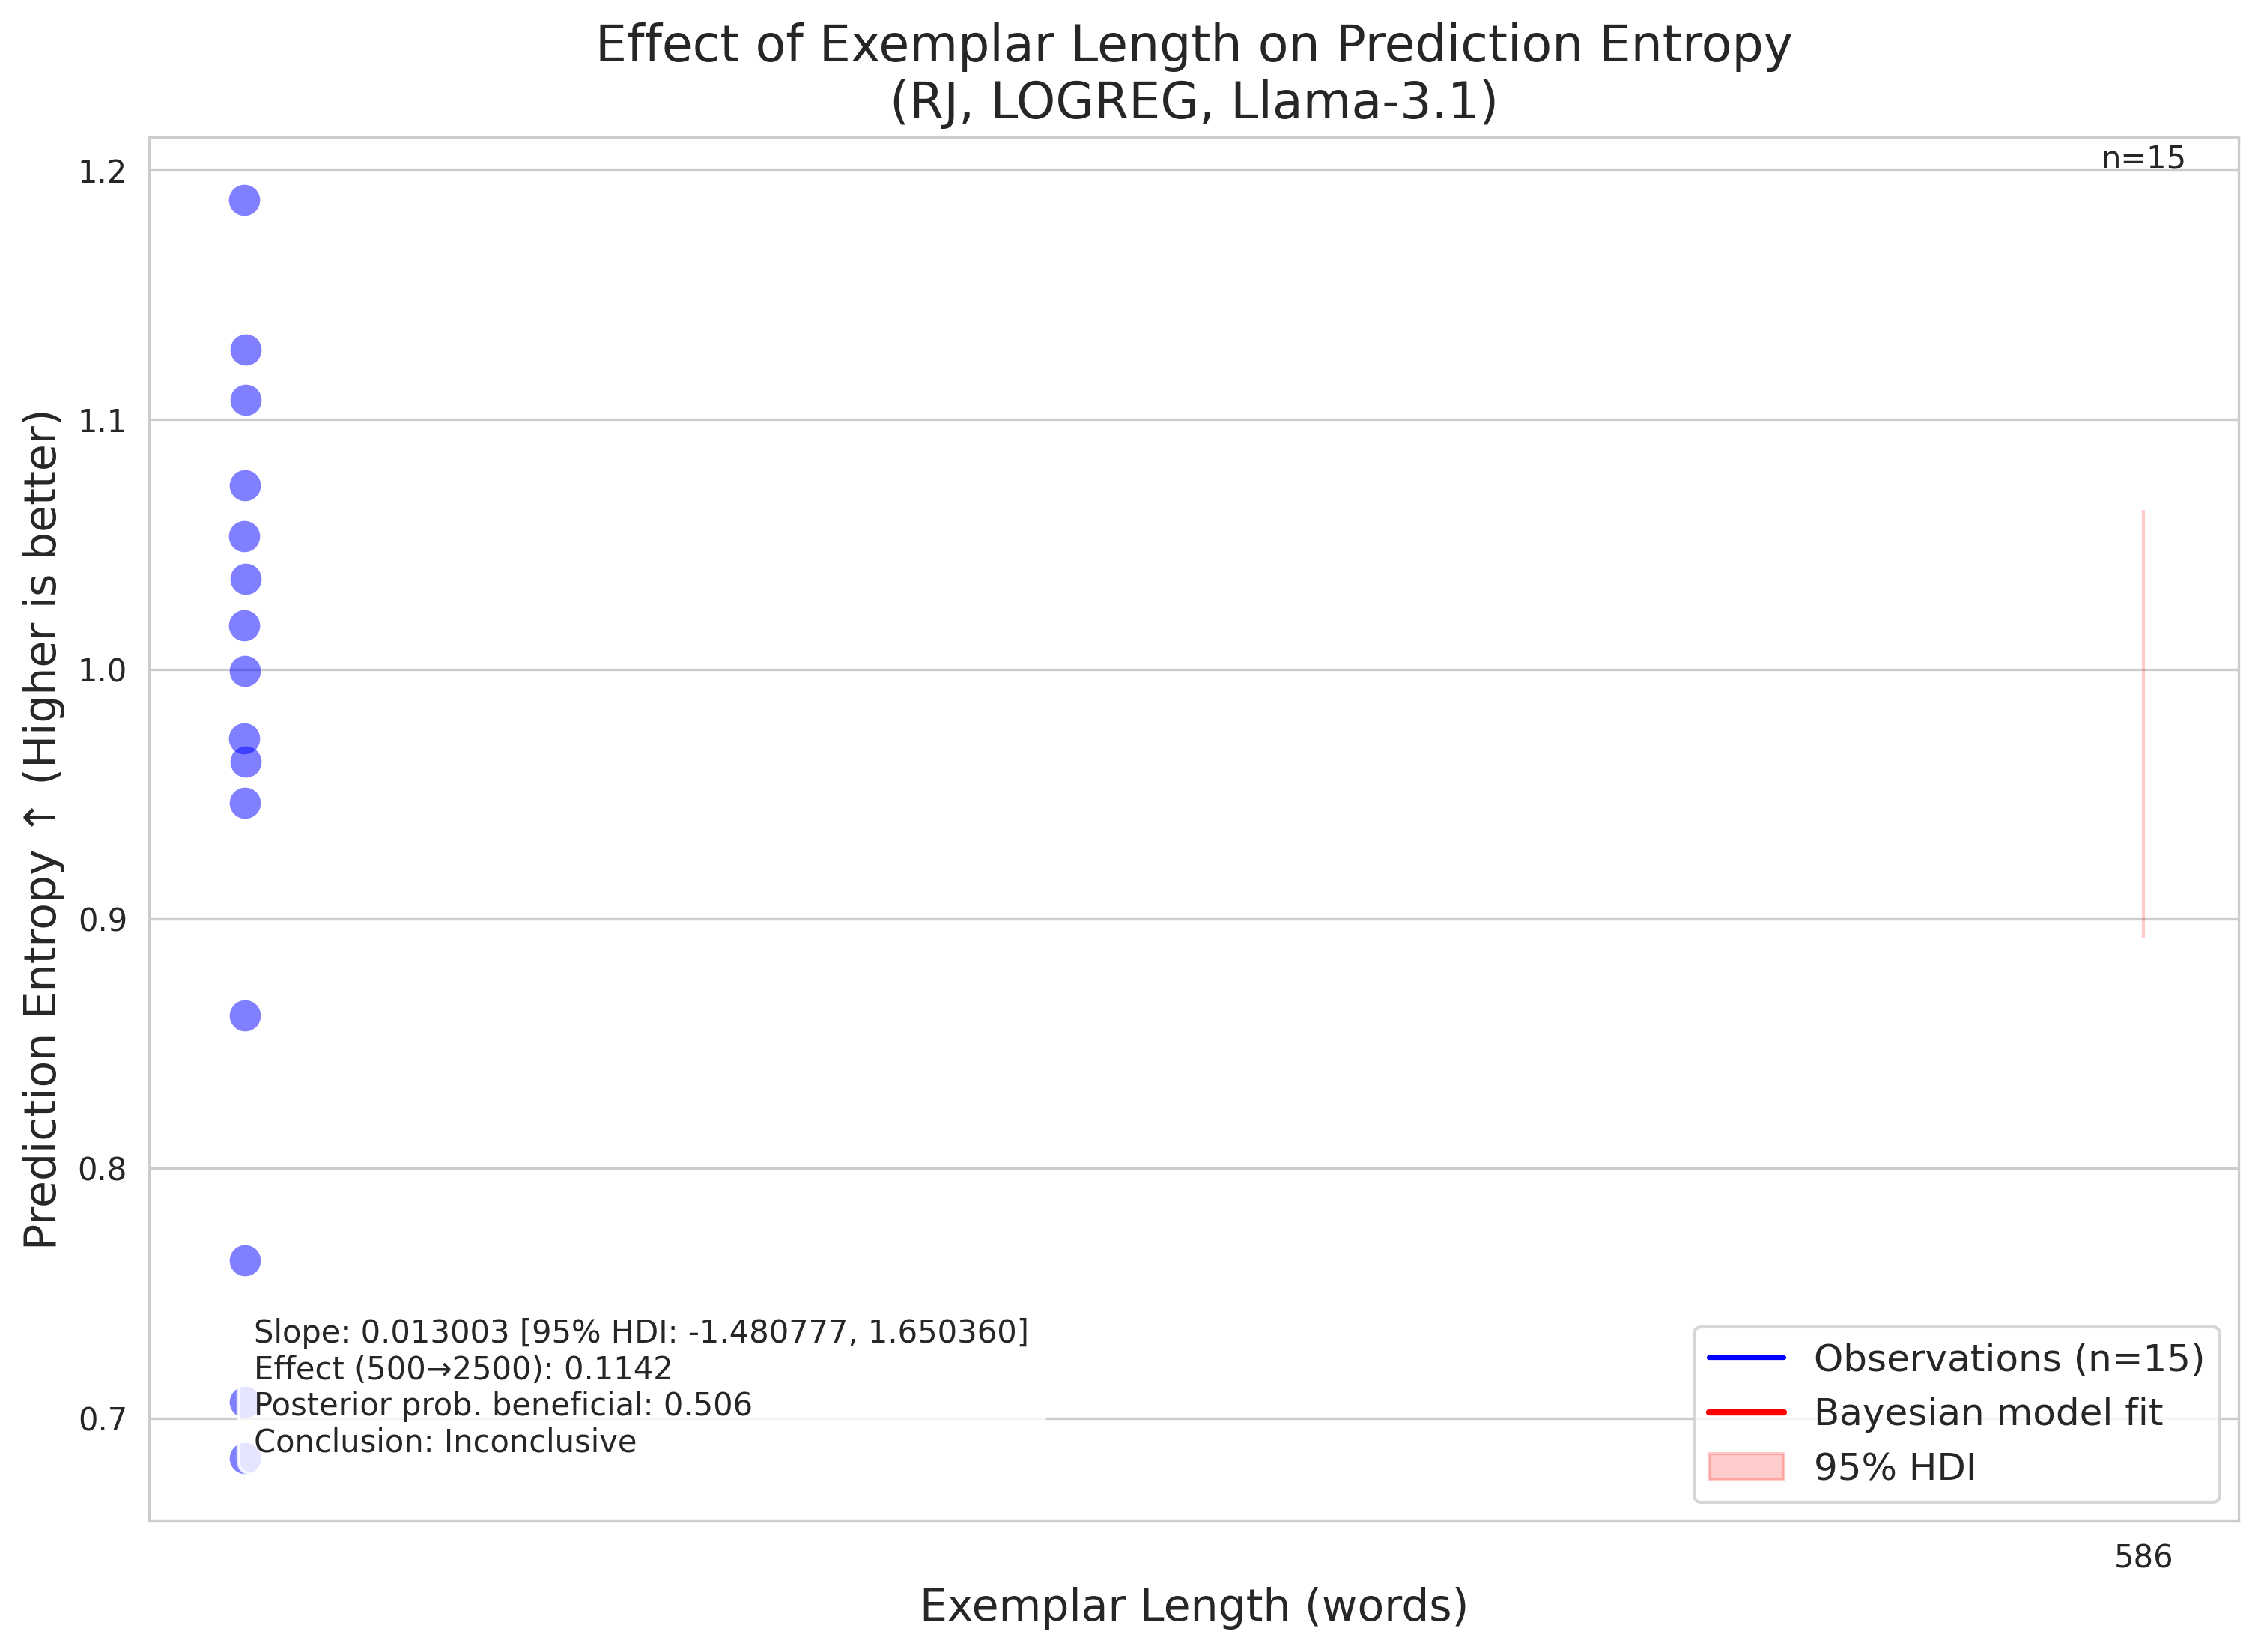 Effect of Exemplar Length on Prediction Entropy
(RJ, LOGREG, Llama-3.1)
n=15
1.2
1.1
1.0
0.9
0.8
0.7
Prediction Entropy ↑ (Higher is better)
Slope: 0.013003 [95% HDI: -1.480777, 1.650360]
Effect (500→2500): 0.1142
Posterior prob. beneficial: 0.506
Conclusion: Inconclusive
Observations (n=15)
Bayesian model fit
95% HDI
586
Exemplar Length (words)